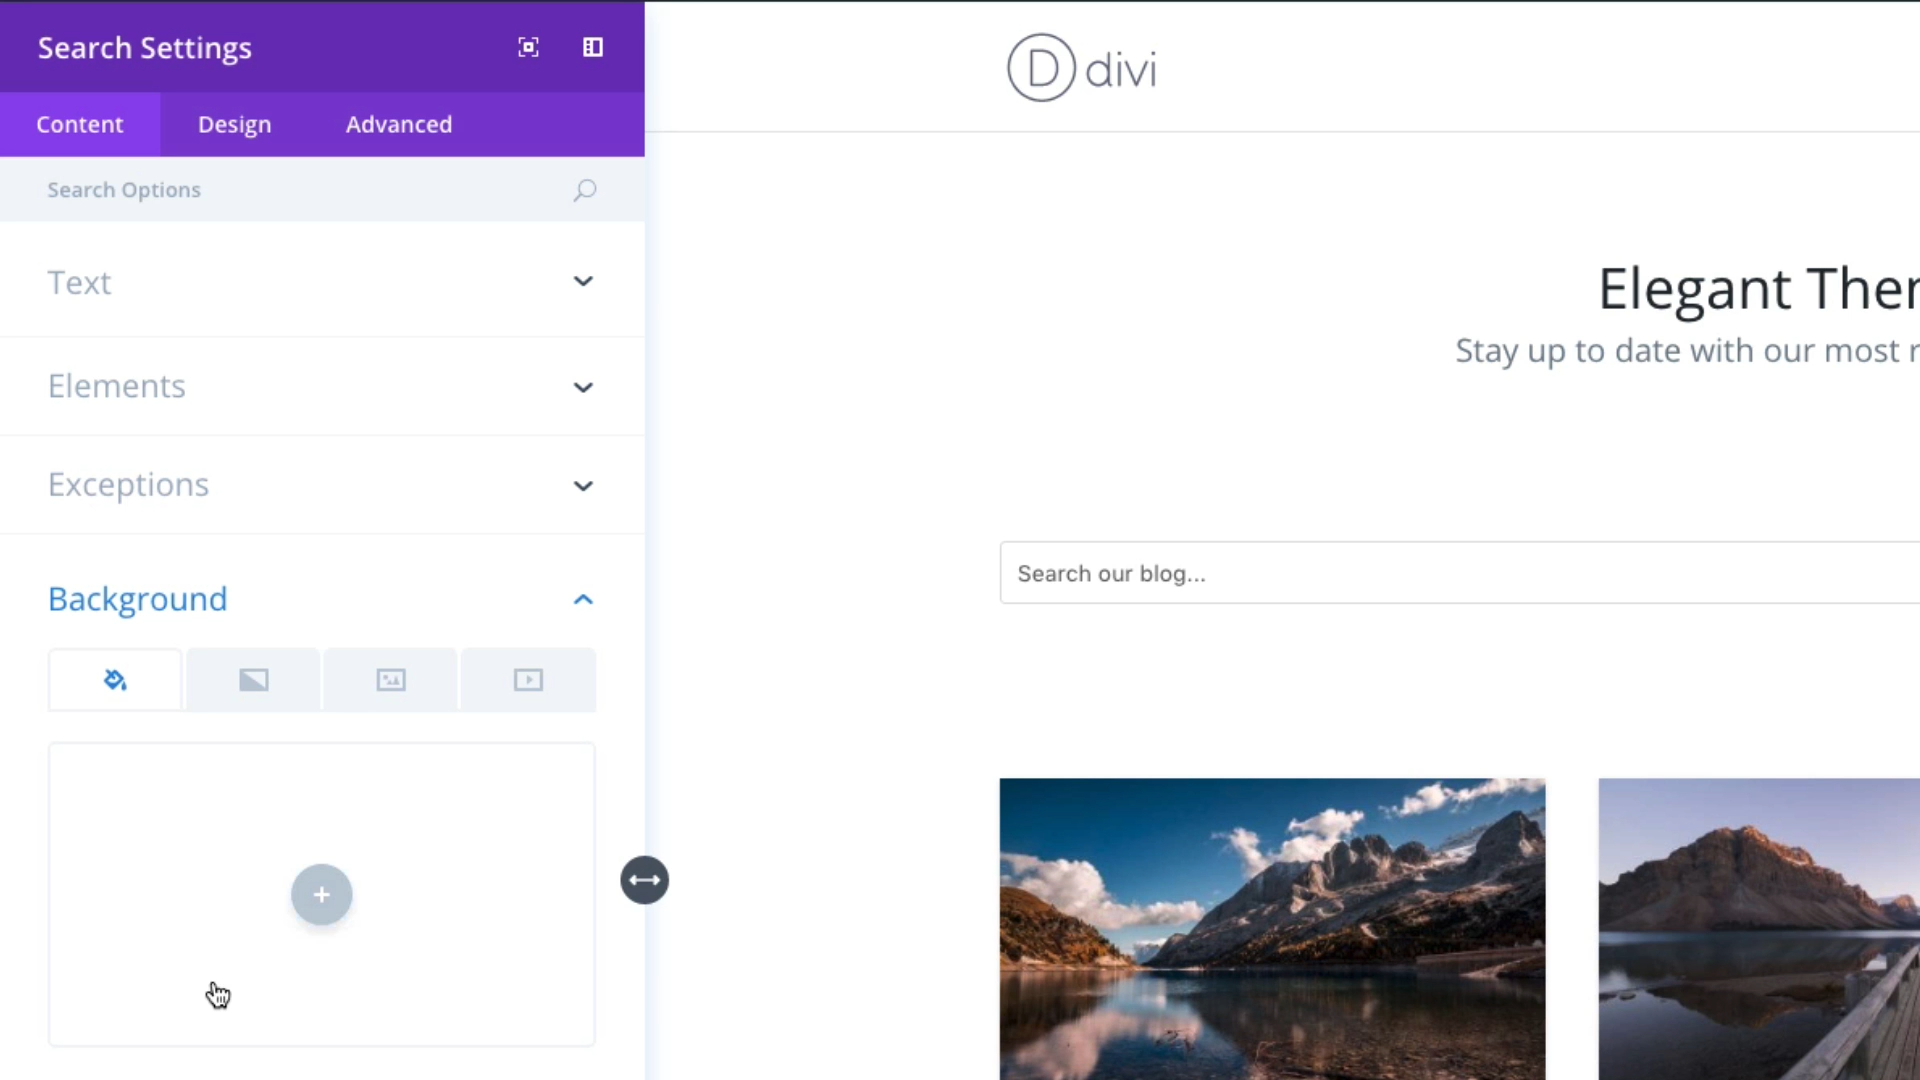 Search Settings
Content Design Advanced
Search Options
Text
Elements
Exceptions
Background
D divi
Elegant
Stay up to date with our most
Search our blog...